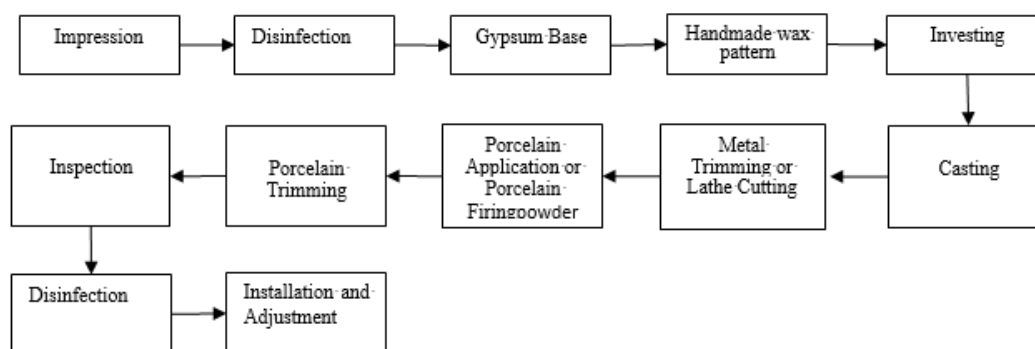 Impression
Disinfection
Gypsum Base
Handmade wax
pattern
Investing
Inspection
Porcelain
Trimming
Porcelain
Application or
Porcelain
Firingpowder
Metal
Trimming or
Lathe Cutting
Casting
Disinfection
Installation and
Adjustment